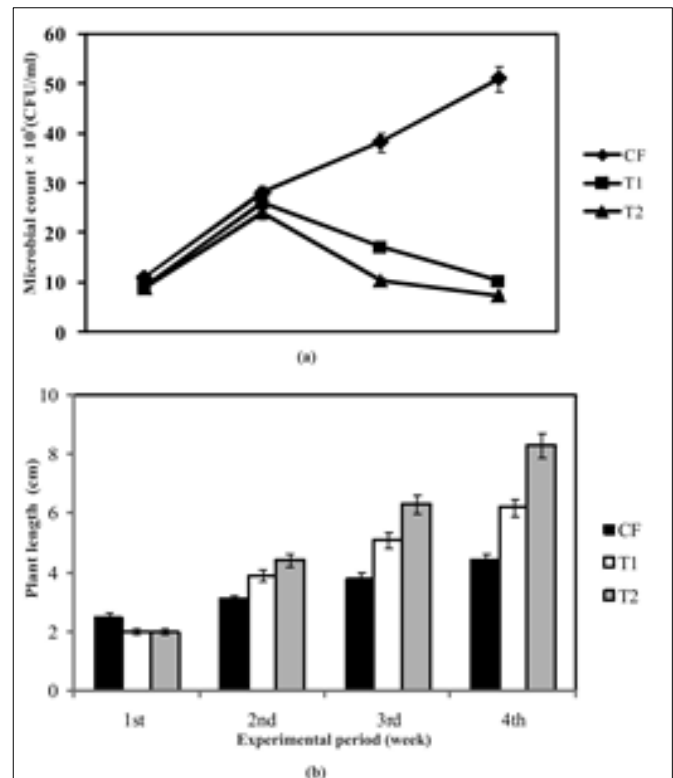 60
50
40
30
20
10
0
Microbial count × 10⁵(CFU/ml)
CF
T1
T2
(a)
10
8
6
4
2
0
Plant length (cm)
CF
T1
T2
1st 2nd 3rd 4th
Experimental period (week)
(b)